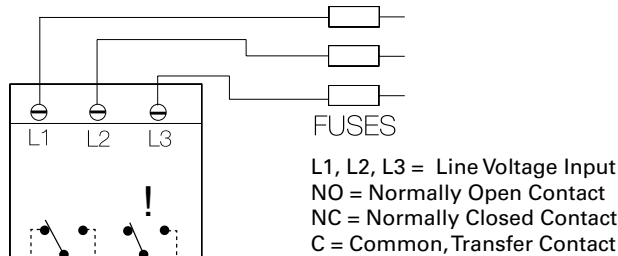 FUSES
L1 L2 L3
L1, L2, L3 = Line Voltage Input
!
NO = Normally Open Contact
NC = Normally Closed Contact
C = Common, Transfer Contact